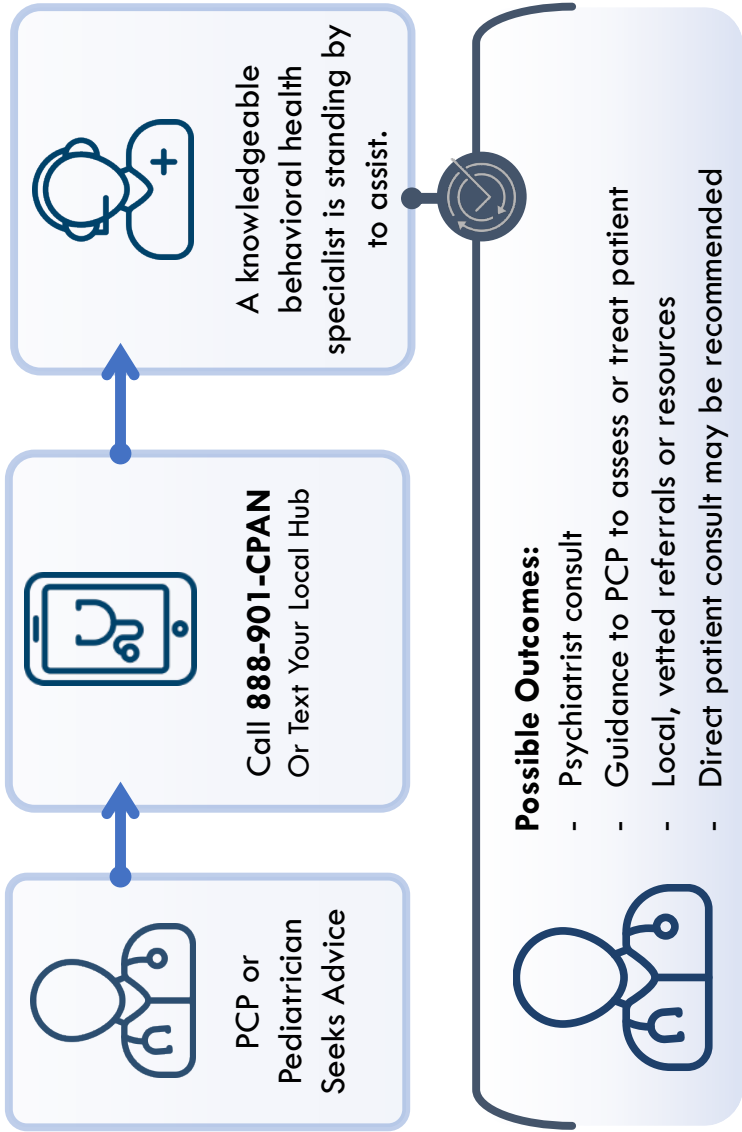 PCP or
Pediatrician
Seeks Advice
Call 888-901-CPAN
Or Text Your Local Hub
A knowledgeable
behavioral health
specialist is standing by
to assist.
Possible Outcomes:
- Psychiatrist consult
- Guidance to PCP to assess or treat patient
- Local, vetted referrals or resources
- Direct patient consult may be recommended